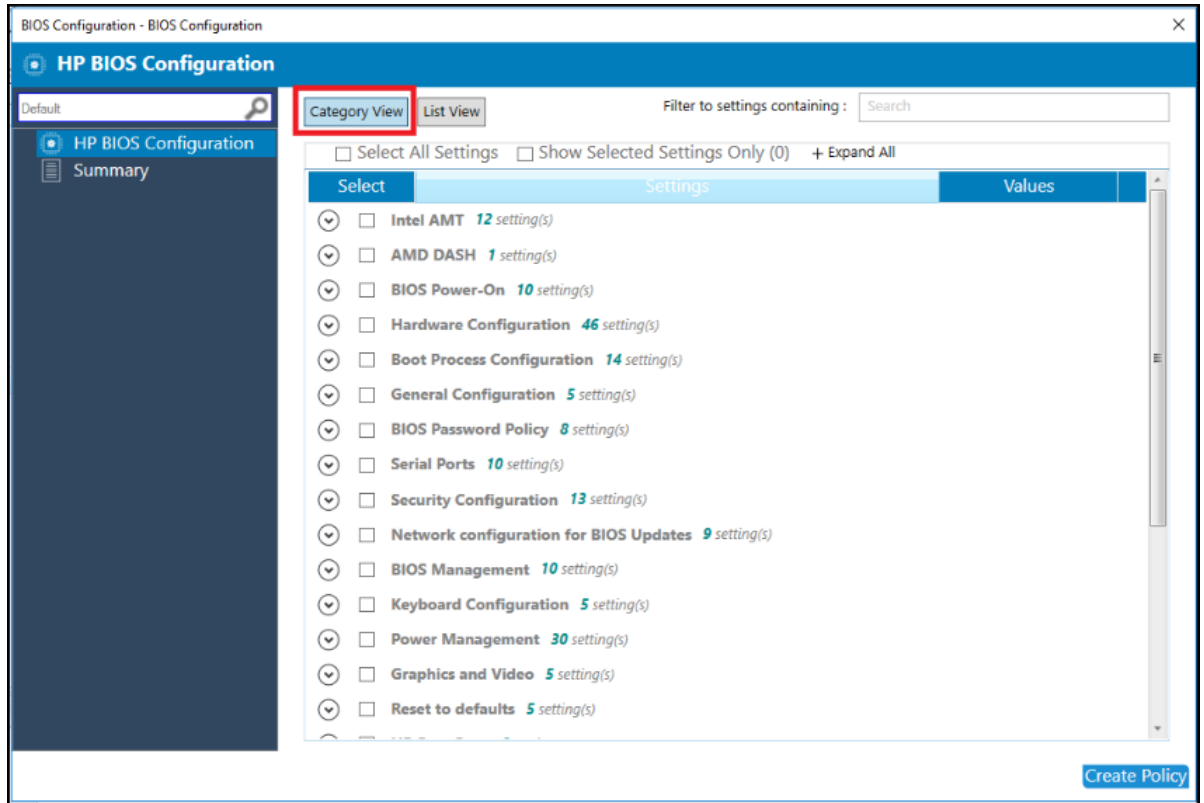 BIOS Configuration - BIOS Configuration
HP BIOS Configuration
Default
HP BIOS Configuration
Summary
Category View List View Filter to settings containing : Search
Select All Settings Show Selected Settings Only (0) + Expand All
Select Settings Values
Intel AMT 12 setting(s)
AMD DASH 1 setting(s)
BIOS Power-On 10 setting(s)
Hardware Configuration 46 setting(s)
Boot Process Configuration 14 setting(s)
General Configuration 5 setting(s)
BIOS Password Policy 8 setting(s)
Serial Ports 10 setting(s)
Security Configuration 13 setting(s)
Network configuration for BIOS Updates 9 setting(s)
BIOS Management 10 setting(s)
Keyboard Configuration 5 setting(s)
Power Management 30 setting(s)
Graphics and Video 5 setting(s)
Reset to defaults 5 setting(s)
Create Policy